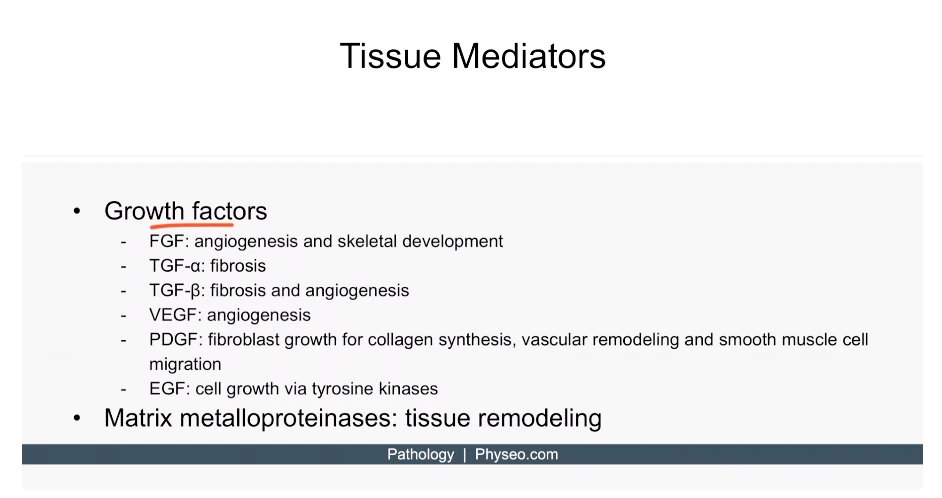 Tissue Mediators
• Growth factors
- FGF: angiogenesis and skeletal development
- TGF-α: fibrosis
- TGF-β: fibrosis and angiogenesis
- VEGF: angiogenesis
- PDGF: fibroblast growth for collagen synthesis, vascular remodeling and smooth muscle cell
migration
- EGF: cell growth via tyrosine kinases
• Matrix metalloproteinases: tissue remodeling
Pathology | Physeo.com